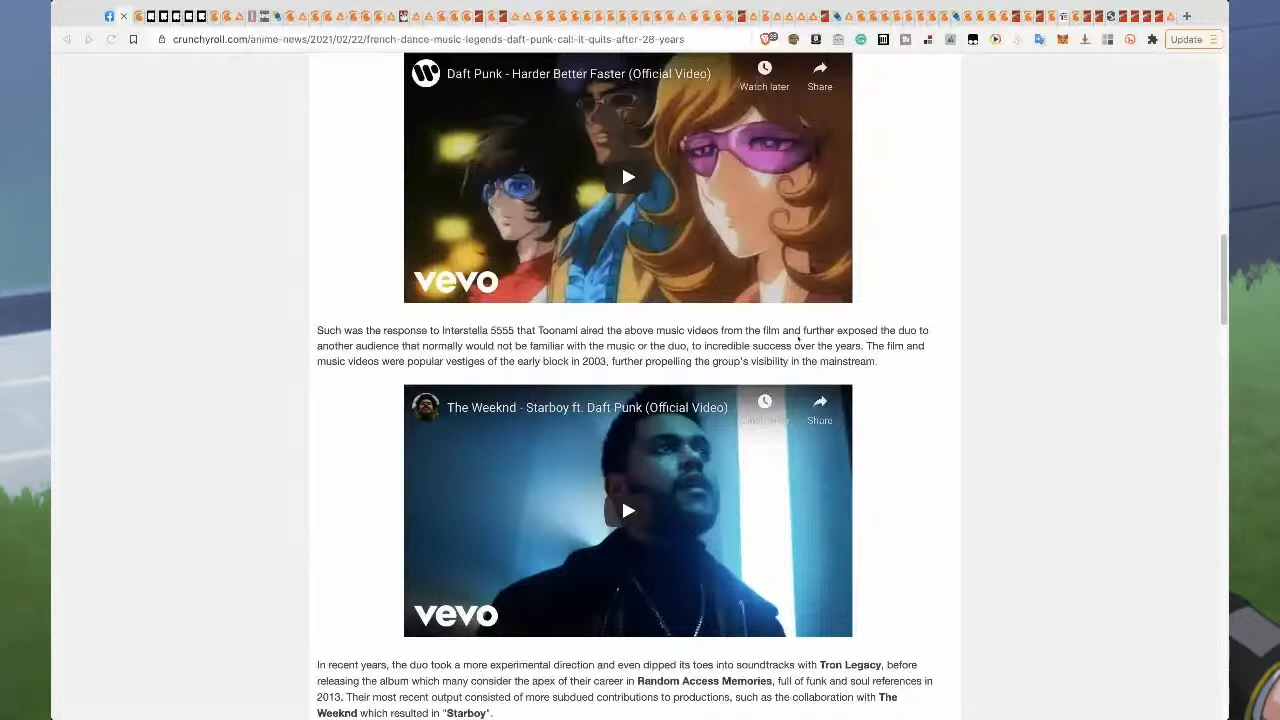 crunchyroll.com/anime-news/2021/02/22/french-dance-music-legends-daft-punk-call-it-quits-after-28-years
Update
Daft Punk - Harder Better Faster (Official Video)
Watch later
Share
vevo
Such was the response to Interstella 5555 that Toonami aired the above music videos from the film and further exposed the duo to
another audience that normally would not be familiar with the music or the duo, to incredible success over the years. The film and
music videos were popular vestiges of the early block in 2003, further propelling the group's visibility in the mainstream.
The Weeknd - Starboy ft. Daft Punk (Official Video)
Watch later
Share
vevo
In recent years, the duo took a more experimental direction and even dipped its toes into soundtracks with Tron Legacy, before
releasing the album which many consider the apex of their career in Random Access Memories, full of funk and soul references in
2013. Their most recent output consisted of more subdued contributions to productions, such as the collaboration with The
Weeknd which resulted in "Starboy".